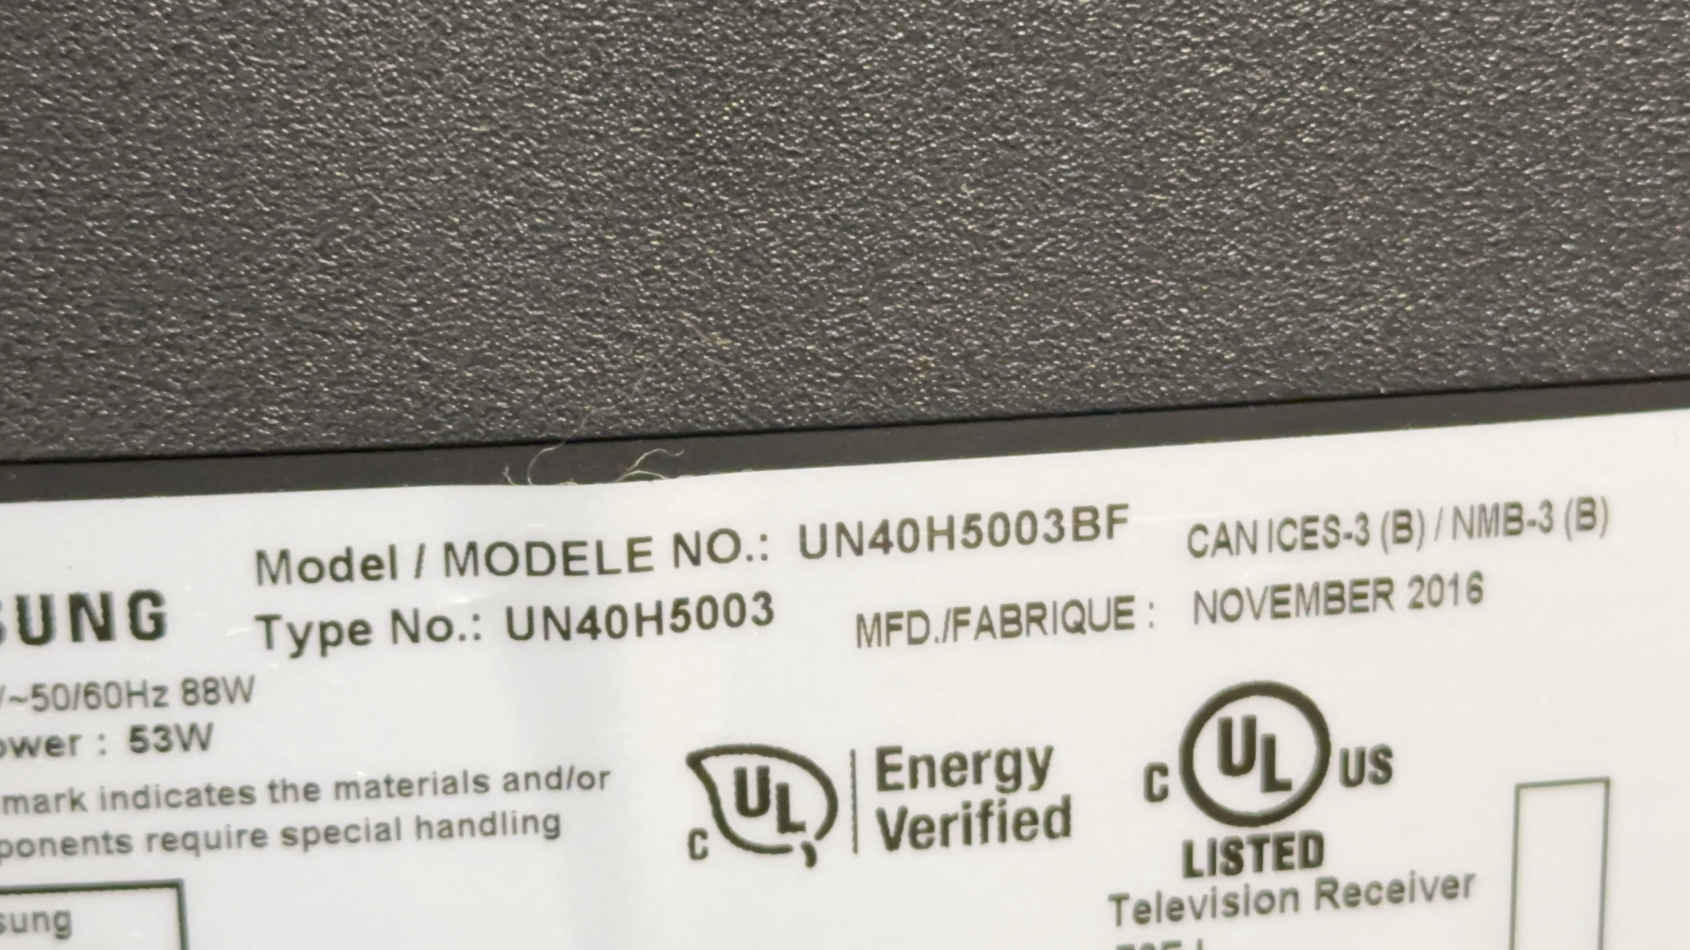 Model / MODELE NO.: UN40H5003BF CAN ICES-3 (B) / NMB-3 (B)
SUNG
Type No.: UN40H5003 MFD./FABRIQUE : NOVEMBER 2016
~50/60Hz 88W
ower : 53W
mark indicates the materials and/or
ponents require special handling
C UL Energy Verified
C UL US
LISTED
Television Receiver
sung